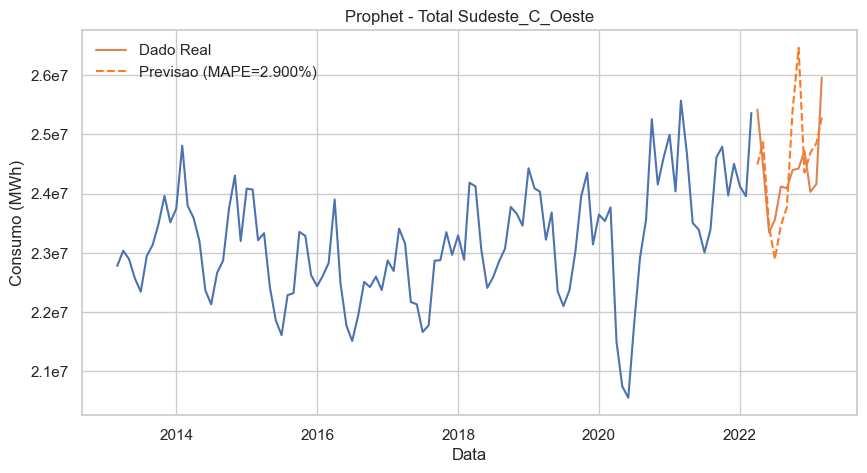 Prophet - Total Sudeste_C_Oeste
Dado Real
Previsao (MAPE=2.900%)
2.6e7
2.5e7
2.4e7
2.3e7
2.2e7
2.1e7
Consumo (MWh)
2014
2016
2018
2020
2022
Data